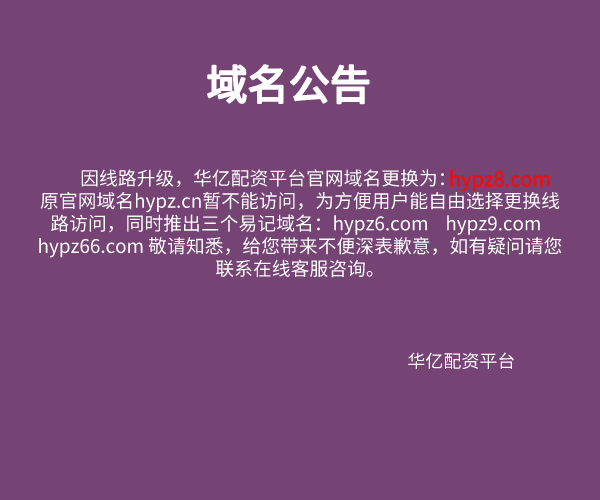 域名公告
因线路升级，华亿配资平台官网域名更换为：hypz8.com
原官网域名hypz.cn暂不能访问，为方便用户能自由选择更换线
路访问，同时推出三个易记域名：hypz6.com hypz9.com
hypz66.com 敬请知悉，给您带来不便深表歉意，如有疑问请您
联系在线客服咨询。
华亿配资平台